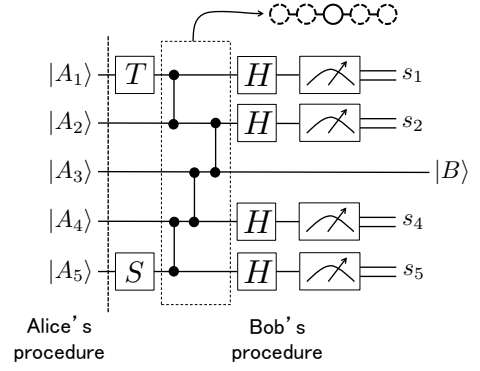 |A₁⟩ T H s₁
|A₂⟩ H s₂
|A₃⟩ |B⟩
|A₄⟩ H s₄
|A₅⟩ S H s₅
Alice's Bob's
procedure procedure